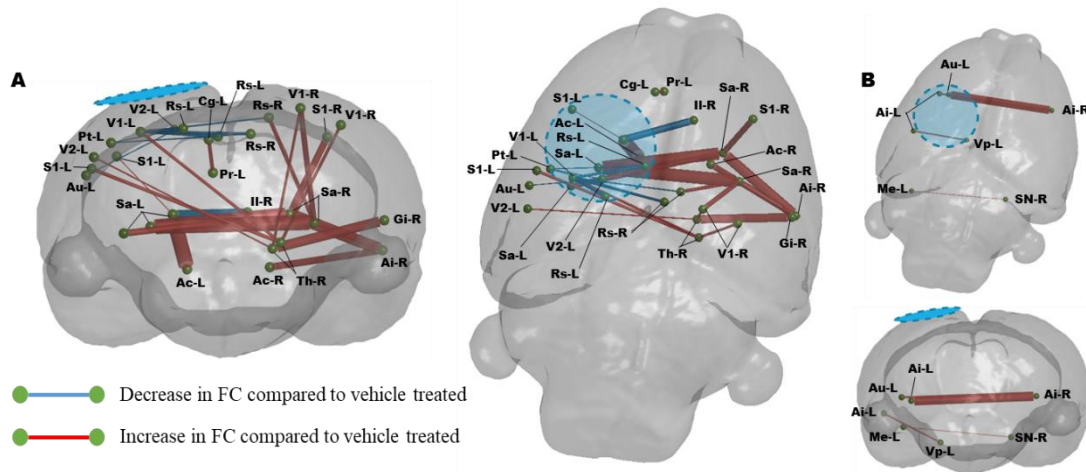 A
V2-L
Rs-L
Cg-L
Rs-L
V1-R
V1-L
Rs-R
S1-R
V1-R
Pt-L
V2-L
S1-L
S1-L
Rs-R
Au-L
Pr-L
Sa-L
II-R
Sa-R
Gi-R
Ac-L
Ac-R
Th-R
Ai-R
Cg-L
Pr-L
Sa-R
S1-L
II-R
S1-R
Ac-L
V1-L
Rs-L
Pt-L
Sa-L
Ac-R
S1-L
Sa-R
Au-L
Ai-R
V2-L
Gi-R
Sa-L
V2-L
Rs-R
Th-R
V1-R
Rs-L
B
Au-L
Ai-R
Ai-L
Vp-L
Me-L
SN-R
Ai-L
Au-L
Ai-R
Ai-L
Me-L
Vp-L
SN-R
Decrease in FC compared to vehicle treated
Increase in FC compared to vehicle treated